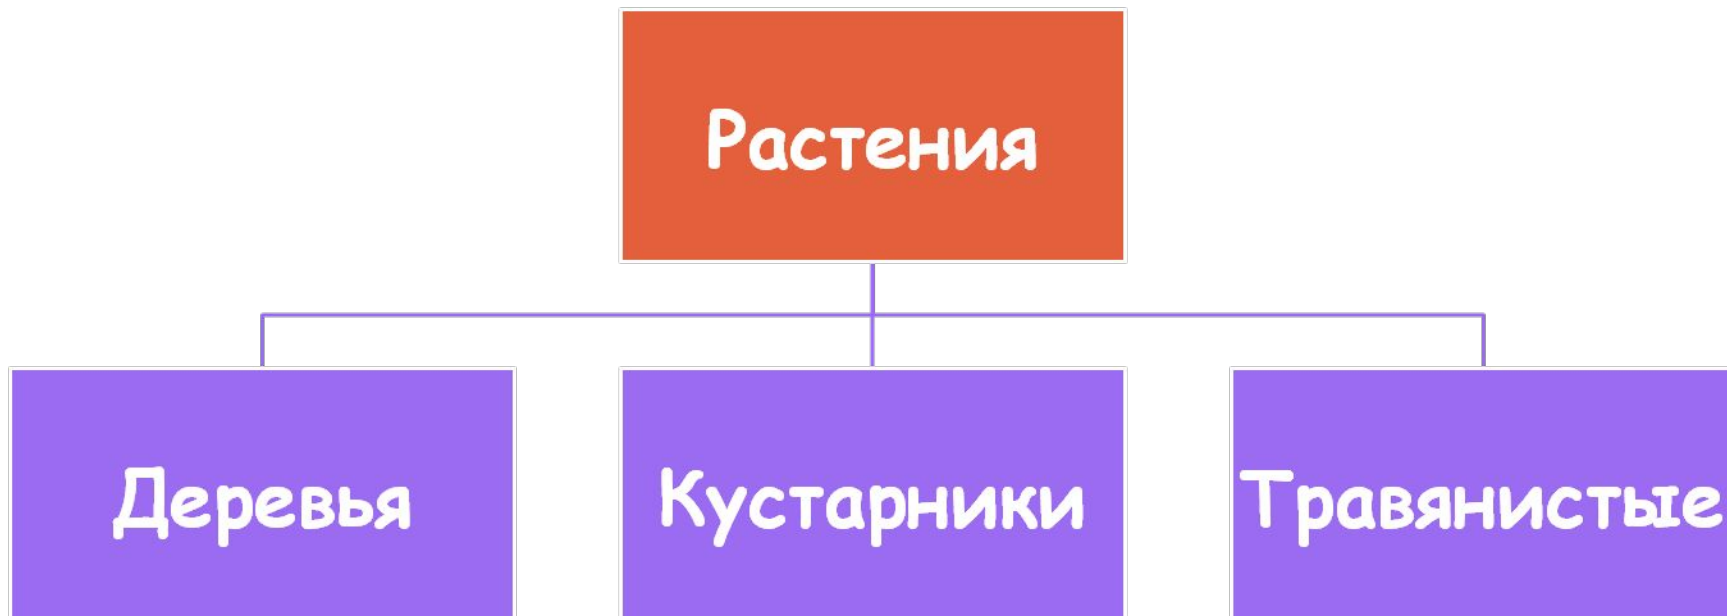 Растения
Деревья
Кустарники
Травянистые